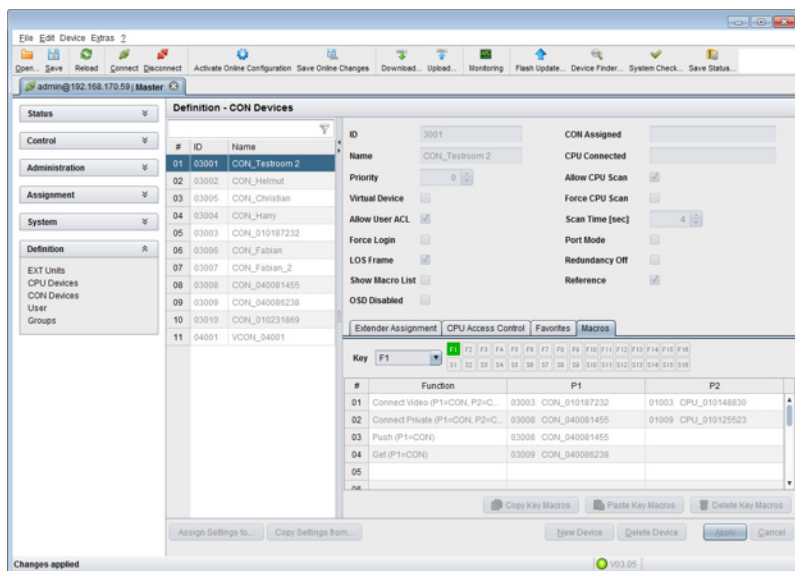 File Edit Device Extras ?
Open... Save Reload Connect Disconnect Activate Online Configuration Save Online Changes Download... Upload... Monitoring Flash Update... Device Finder... System Check... Save Status...
admin@192.168.170.59 | Master
Status
Control
Administration
Assignment
System
Definition
EXT Units
CPU Devices
CON Devices
User
Groups
Definition - CON Devices
# ID Name
01 03001 CON_Testroom 2
02 03002 CON_Helmut
03 03005 CON_Christian
04 03004 CON_Harry
05 03003 CON_010187232
06 03006 CON_Fabian
07 03007 CON_Fabian_2
08 03008 CON_040081455
09 03009 CON_040086238
10 03010 CON_010231869
11 04001 VCON_04001
ID 3001 CON Assigned
Name CON_Testroom 2 CPU Connected
Priority 0 Allow CPU Scan
Virtual Device Force CPU Scan
Allow User ACL Scan Time [sec] 4
Force Login Port Mode
LOS Frame Redundancy Off
Show Macro List Reference
OSD Disabled
Extender Assignment CPU Access Control Favorites Macros
Key F1 F1 F2 F3 F4 F5 F6 F7 F8 F9 F10 F11 F12 F13 F14 F15 F16
S1 S2 S3 S4 S5 S6 S7 S8 S9 S10 S11 S12 S13 S14 S15 S16
# Function P1 P2
01 Connect Video (P1=CON, P2=C... 03003 CON_010187232 01003 CPU_010148830
02 Connect Private (P1=CON, P2=C... 03008 CON_040081455 01009 CPU_010125523
03 Push (P1=CON) 03008 CON_040081455
04 Get (P1=CON) 03009 CON_040086238
05
Copy Key Macros Paste Key Macros Delete Key Macros
Assign Settings to... Copy Settings from... New Device Delete Device Apply Cancel
Changes applied V03.05